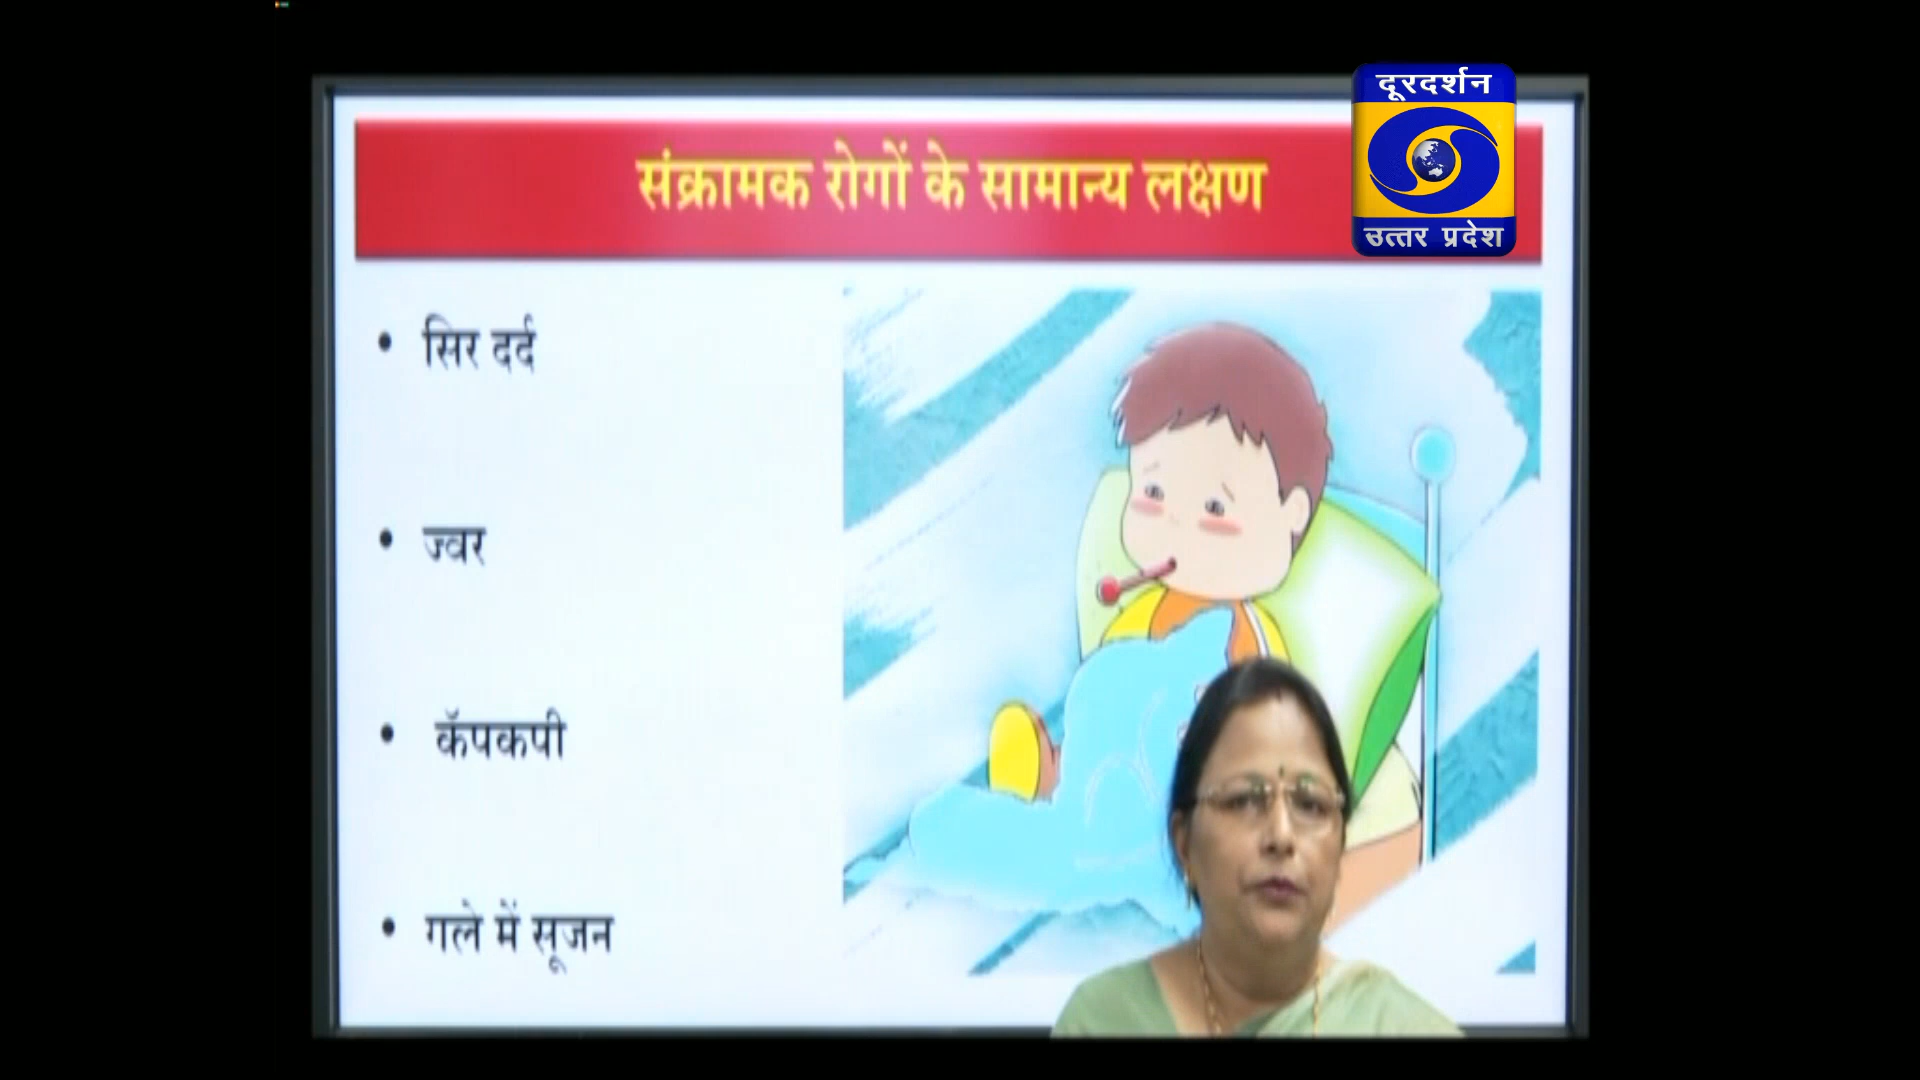 दूरदर्शन
उत्तर प्रदेश
संक्रामक रोगों के सामान्य लक्षण
• सिर दर्द
• ज्वर
• कॅपकपी
• गले में सूजन